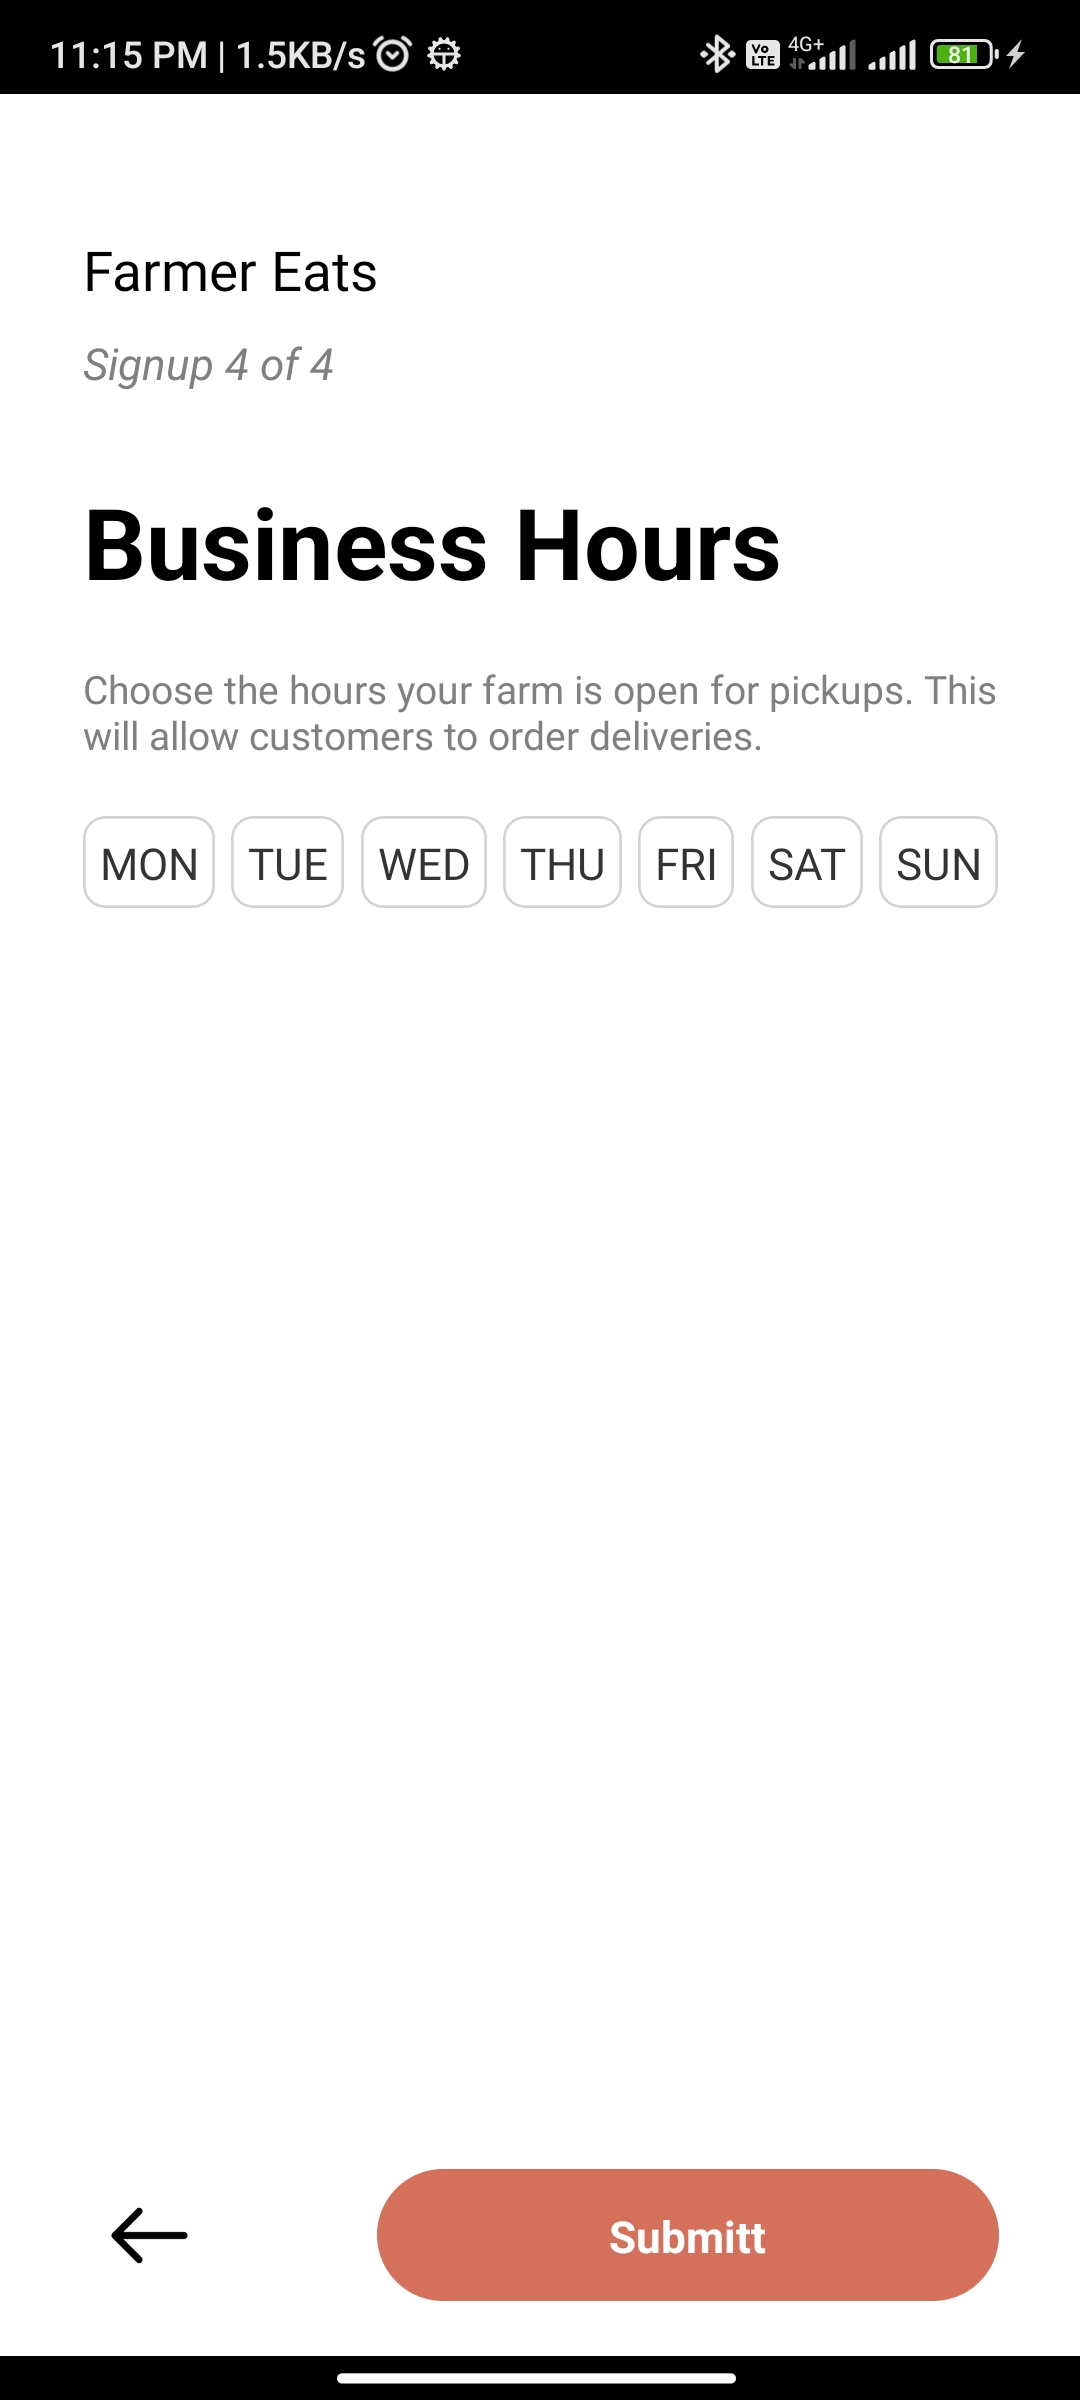 11:15 PM | 1.5KB/s Vo LTE 4G+ 81
Farmer Eats
Signup 4 of 4
Business Hours
Choose the hours your farm is open for pickups. This
will allow customers to order deliveries.
MON TUE WED THU FRI SAT SUN
Submitt